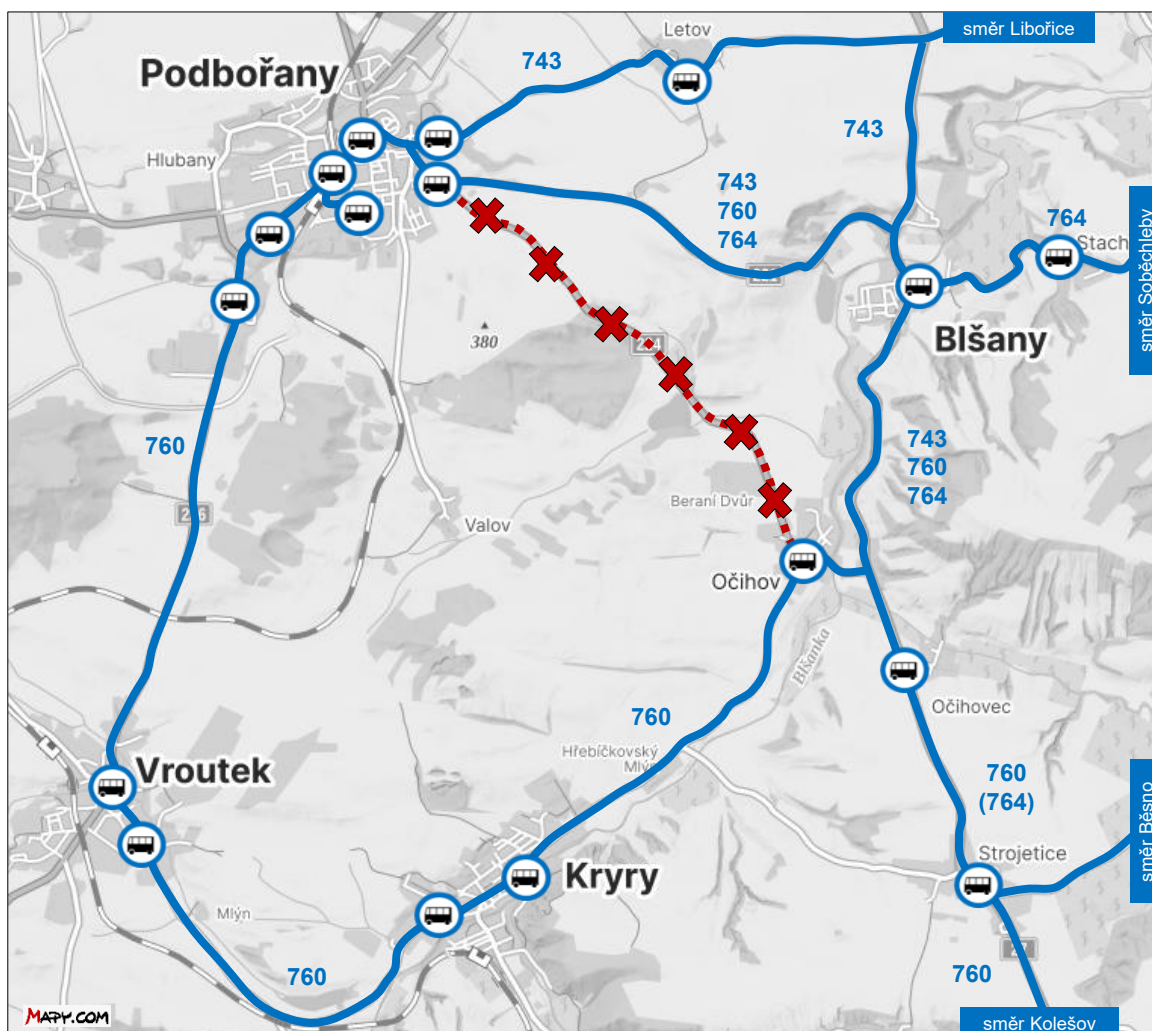 směr Libořice
Letov
743
Podbořany
743
Hlubany
743
760
764
764
Stach
směr Soběchleby
380
Blšany
760
743
760
764
Beraní Dvůr
Valov
Očihov
Blšanka
Očihovec
760
Hřebíčkovský
Mlýn
Vroutek
760
(764)
směr Běsno
Strojetice
Kryry
Mlýn
760
27
760
MAPY.COM
směr Kolešov